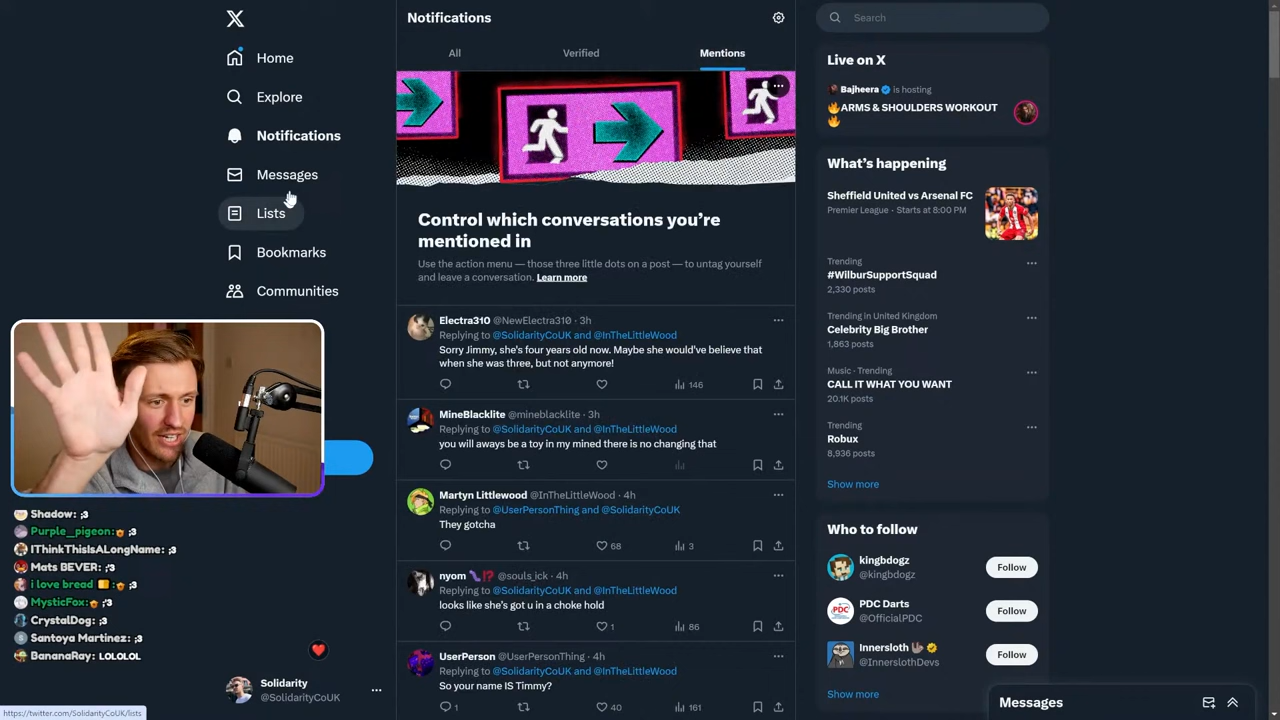 Home
Explore
Notifications
Messages
Lists
Bookmarks
Communities
Shadow: ;3
Purple_pigeon: ;3
IThinkThisIsALongName: ;3
Mats BEVER: ;3
i love bread ;3
MysticFox: ;3
CrystalDog: ;3
Santoya Martinez: ;3
BananaRay: LOLOLOL
Solidarity
@SolidarityCoUK
https://twitter.com/SolidarityCoUK/lists
Notifications
All
Verified
Mentions
Control which conversations you’re
mentioned in
Use the action menu — those three little dots on a post — to untag yourself
and leave a conversation. Learn more
Electra310 @NewElectra310 · 3h
Replying to @SolidarityCoUK and @InTheLittleWood
Sorry Jimmy, she's four years old now. Maybe she would've believe that
when she was three, but not anymore!
146
MineBlacklite @mineblacklite · 3h
Replying to @SolidarityCoUK and @InTheLittleWood
you will aways be a toy in my mined there is no changing that
Martyn Littlewood @InTheLittleWood · 4h
Replying to @UserPersonThing and @SolidarityCoUK
They gotcha
68 3
nyom @souls_ick · 4h
Replying to @SolidarityCoUK and @InTheLittleWood
looks like she’s got u in a choke hold
1 86
UserPerson @UserPersonThing · 4h
Replying to @SolidarityCoUK and @InTheLittleWood
So your name IS Timmy?
1 40 161
Search
Live on X
Bajheera is hosting
ARMS & SHOULDERS WORKOUT
What’s happening
Sheffield United vs Arsenal FC
Premier League · Starts at 8:00 PM
Trending
#WilburSupportSquad
2,330 posts
Trending in United Kingdom
Celebrity Big Brother
1,863 posts
Music · Trending
CALL IT WHAT YOU WANT
20.1K posts
Trending
Robux
8,936 posts
Show more
Who to follow
kingbdogz
@kingbdogz
Follow
PDC Darts
@OfficialPDC
Follow
Innersloth
@InnerslothDevs
Follow
Show more
Messages